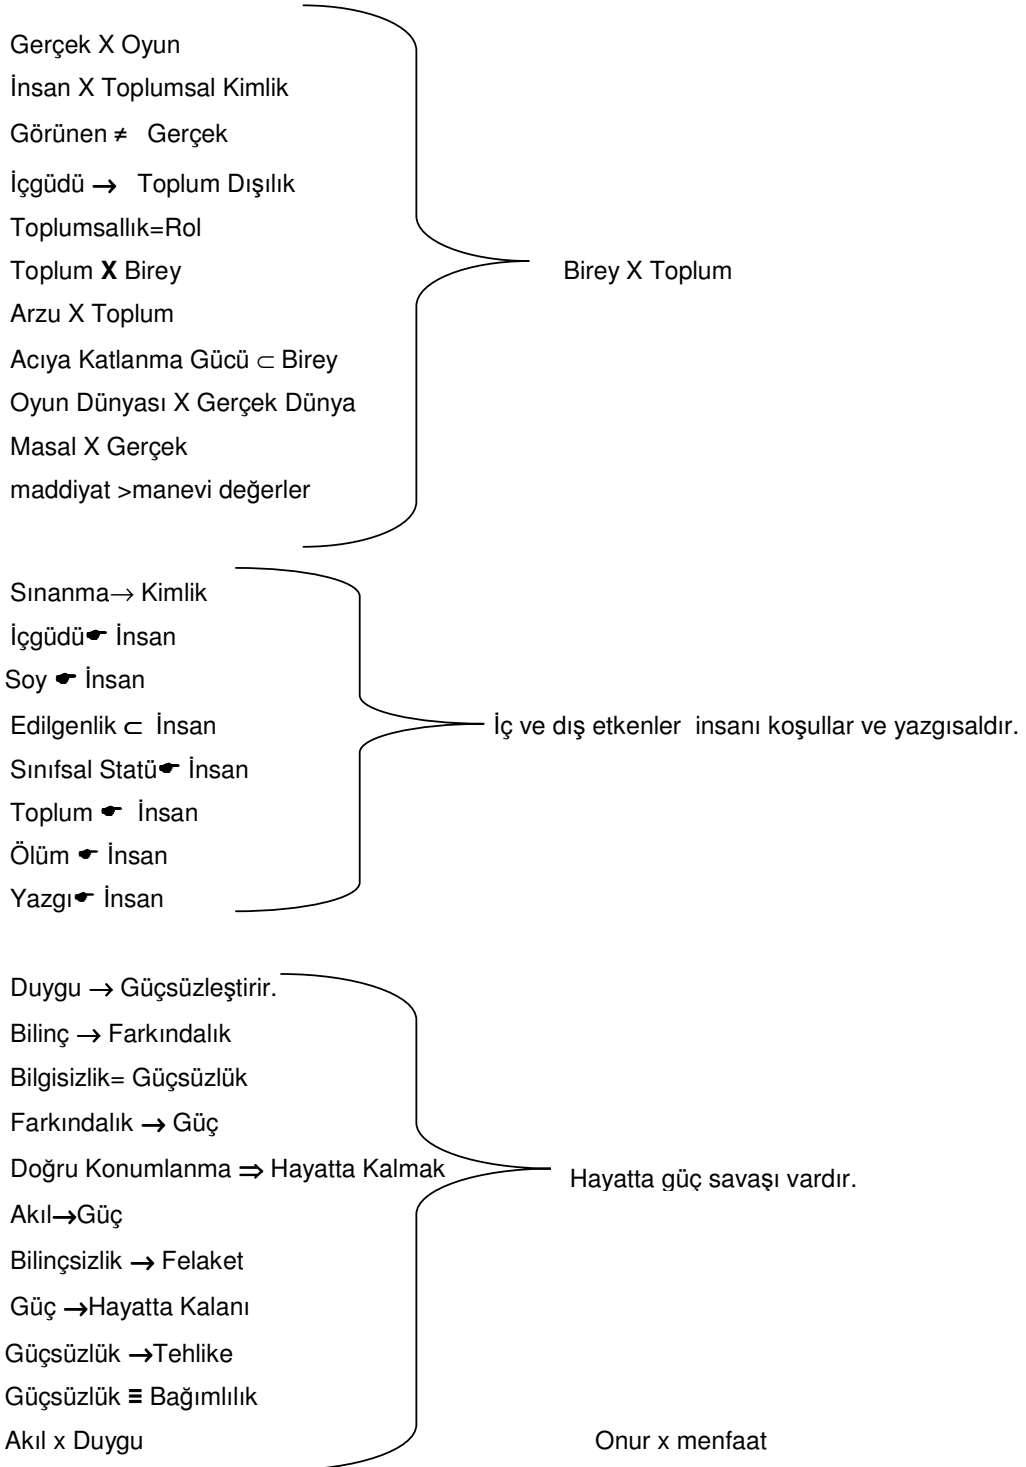 Gerçek X Oyun
İnsan X Toplumsal Kimlik
Görünen ≠ Gerçek
İçgüdü → Toplum Dışılık
Toplumsallık=Rol
Toplum X Birey
Birey X Toplum
Arzu X Toplum
Acıya Katlanma Gücü ⊂ Birey
Oyun Dünyası X Gerçek Dünya
Masal X Gerçek
maddiyat >manevi değerler
Sınanma→ Kimlik
İçgüdü☛ İnsan
Soy ☛ İnsan
Edilgenlik ⊂ İnsan
İç ve dış etkenler insanı koşullar ve yazgısaldır.
Sınıfsal Statü☛ İnsan
Toplum ☛ İnsan
Ölüm ☛ İnsan
Yazgı☛ İnsan
Duygu → Güçsüzleştirir.
Bilinç → Farkındalık
Bilgisizlik= Güçsüzlük
Farkındalık → Güç
Doğru Konumlanma ⇒ Hayatta Kalmak
Hayatta güç savaşı vardır.
Akıl→Güç
Bilinçsizlik → Felaket
Güç →Hayatta Kalanı
Güçsüzlük →Tehlike
Güçsüzlük ≡ Bağımlılık
Akıl x Duygu
Onur x menfaat